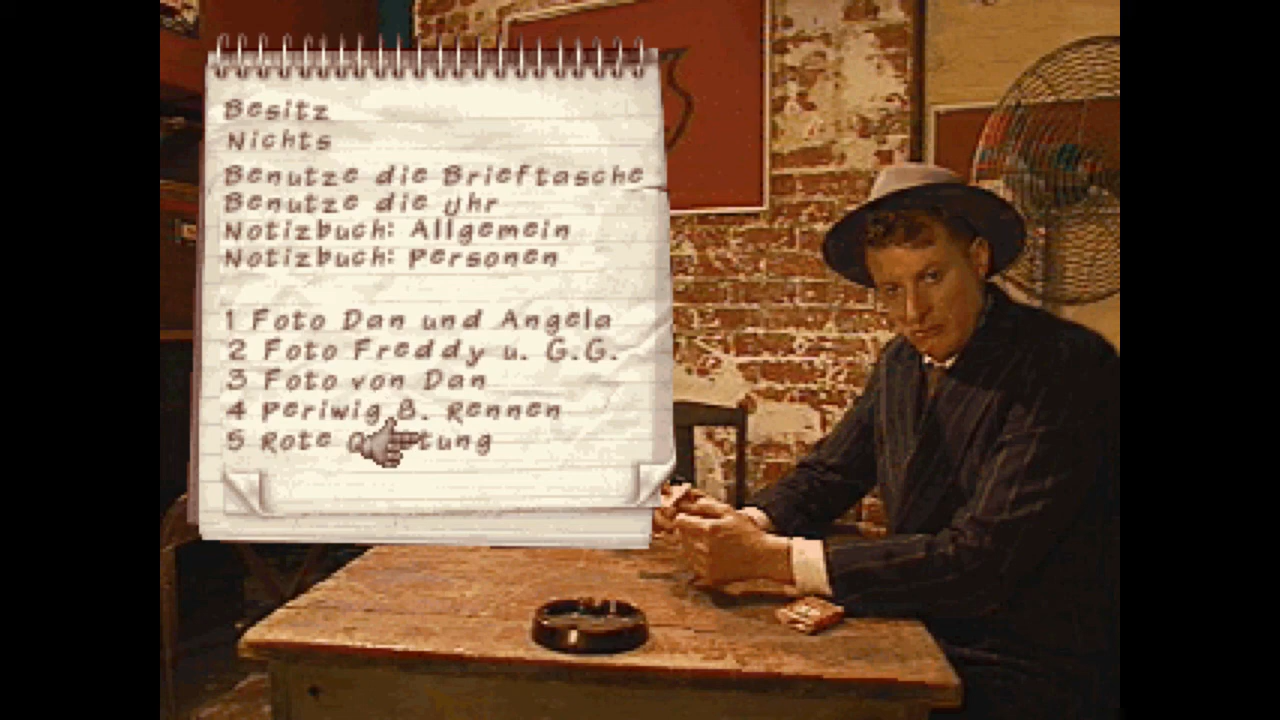 Besitz
Nichts
Benutze die Brieftasche
Benutze die Uhr
Notizbuch: Allgemein
Notizbuch: Personen
1 Foto Dan und Angela
2 Foto Freddy u. G.G.
3 Foto von Dan
4 Periwig B. Rennen
5 Rote